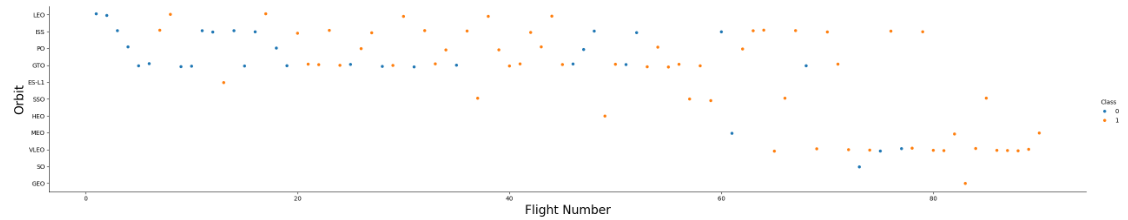 LEO
ISS
PO
GTO
ES-L1
SSO
HEO
MEO
VLEO
SO
GEO
Orbit
0 20 40 60 80
Flight Number
Class
0
1